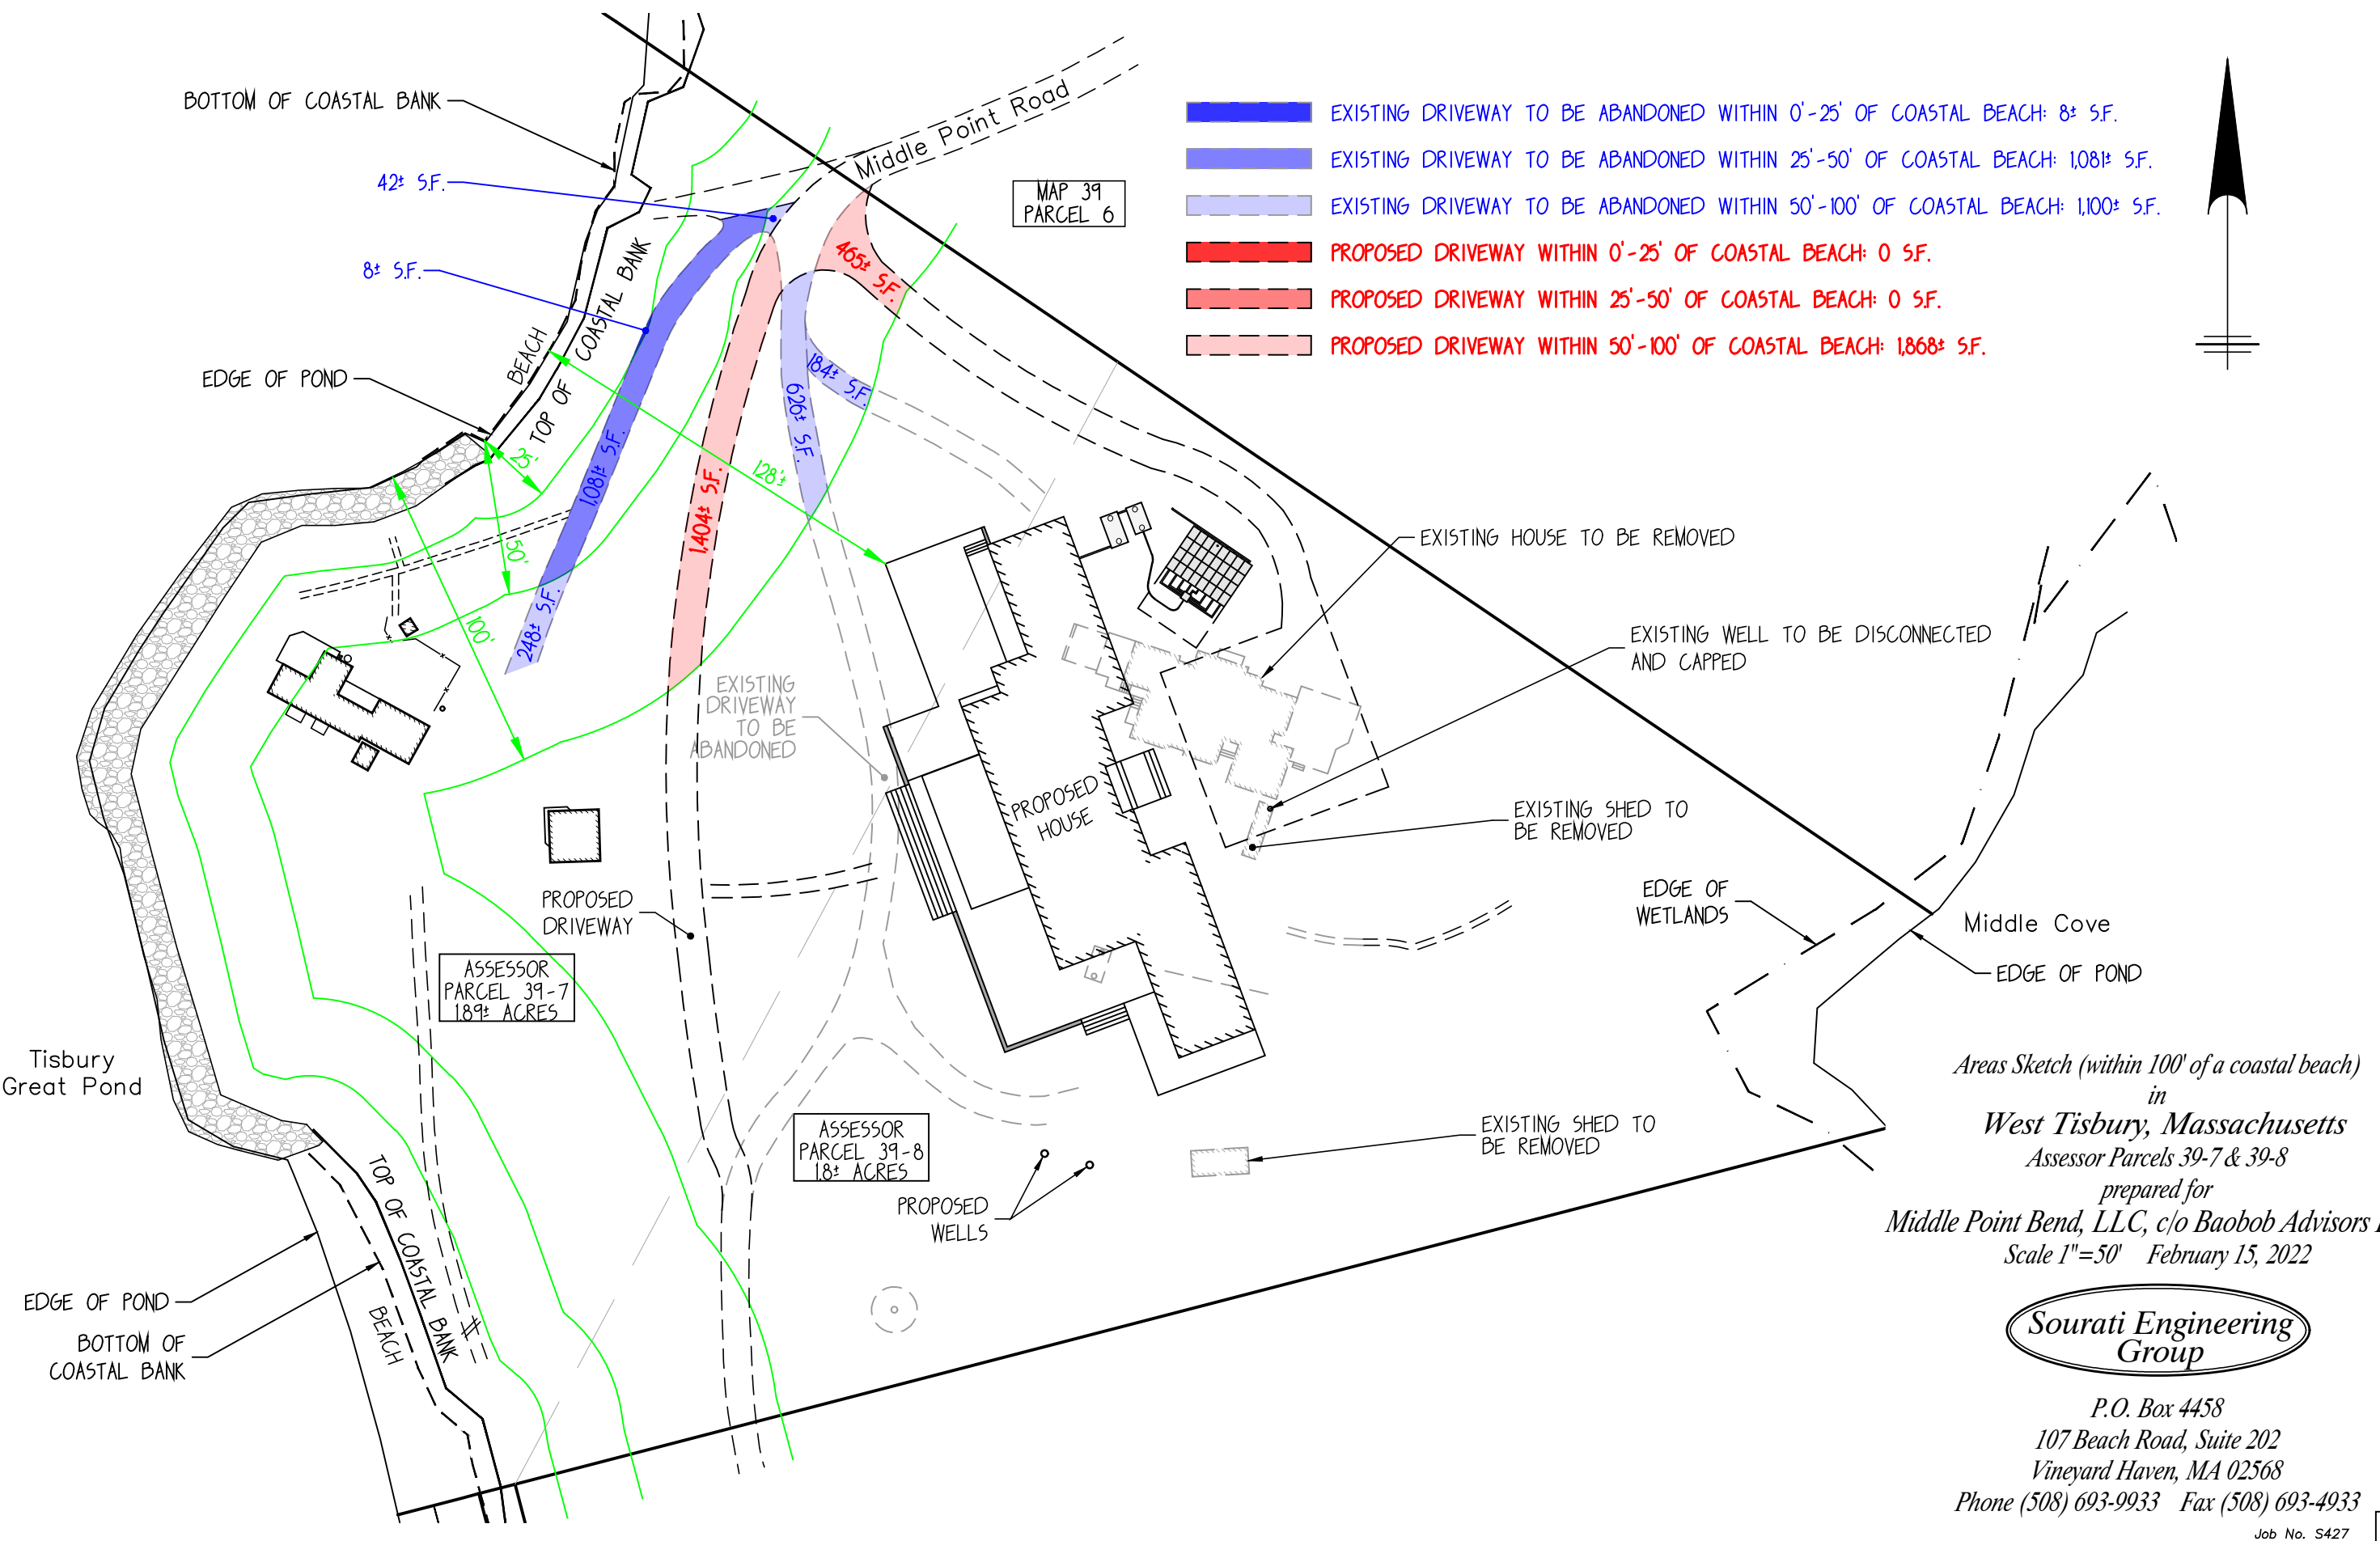 BOTTOM OF COASTAL BANK
42± S.F.
8± S.F.
EDGE OF POND
BEACH
TOP OF COASTAL BANK
Middle Point Road
MAP 39
PARCEL 6
EXISTING DRIVEWAY TO BE ABANDONED WITHIN 0'-25' OF COASTAL BEACH: 8± S.F.
EXISTING DRIVEWAY TO BE ABANDONED WITHIN 25'-50' OF COASTAL BEACH: 1,081± S.F.
EXISTING DRIVEWAY TO BE ABANDONED WITHIN 50'-100' OF COASTAL BEACH: 1,100± S.F.
PROPOSED DRIVEWAY WITHIN 0'-25' OF COASTAL BEACH: 0 S.F.
PROPOSED DRIVEWAY WITHIN 25'-50' OF COASTAL BEACH: 0 S.F.
PROPOSED DRIVEWAY WITHIN 50'-100' OF COASTAL BEACH: 1,868± S.F.
465± S.F.
184± S.F.
626± S.F.
128'±
25'
50'
100'
1,081± S.F.
1,404± S.F.
248± S.F.
EXISTING HOUSE TO BE REMOVED
EXISTING WELL TO BE DISCONNECTED
AND CAPPED
EXISTING
DRIVEWAY
TO BE
ABANDONED
PROPOSED
HOUSE
EXISTING SHED TO
BE REMOVED
PROPOSED
DRIVEWAY
EDGE OF
WETLANDS
Middle Cove
EDGE OF POND
ASSESSOR
PARCEL 39-7
1.89± ACRES
Tisbury
Great Pond
ASSESSOR
PARCEL 39-8
1.8± ACRES
EXISTING SHED TO
BE REMOVED
PROPOSED
WELLS
TOP OF COASTAL BANK
BEACH
EDGE OF POND
BOTTOM OF
COASTAL BANK
Areas Sketch (within 100' of a coastal beach)
in
West Tisbury, Massachusetts
Assessor Parcels 39-7 & 39-8
prepared for
Middle Point Bend, LLC, c/o Baobob Advisors
Scale 1"=50' February 15, 2022
Sourati Engineering
Group
P.O. Box 4458
107 Beach Road, Suite 202
Vineyard Haven, MA 02568
Phone (508) 693-9933 Fax (508) 693-4933
Job No. S427